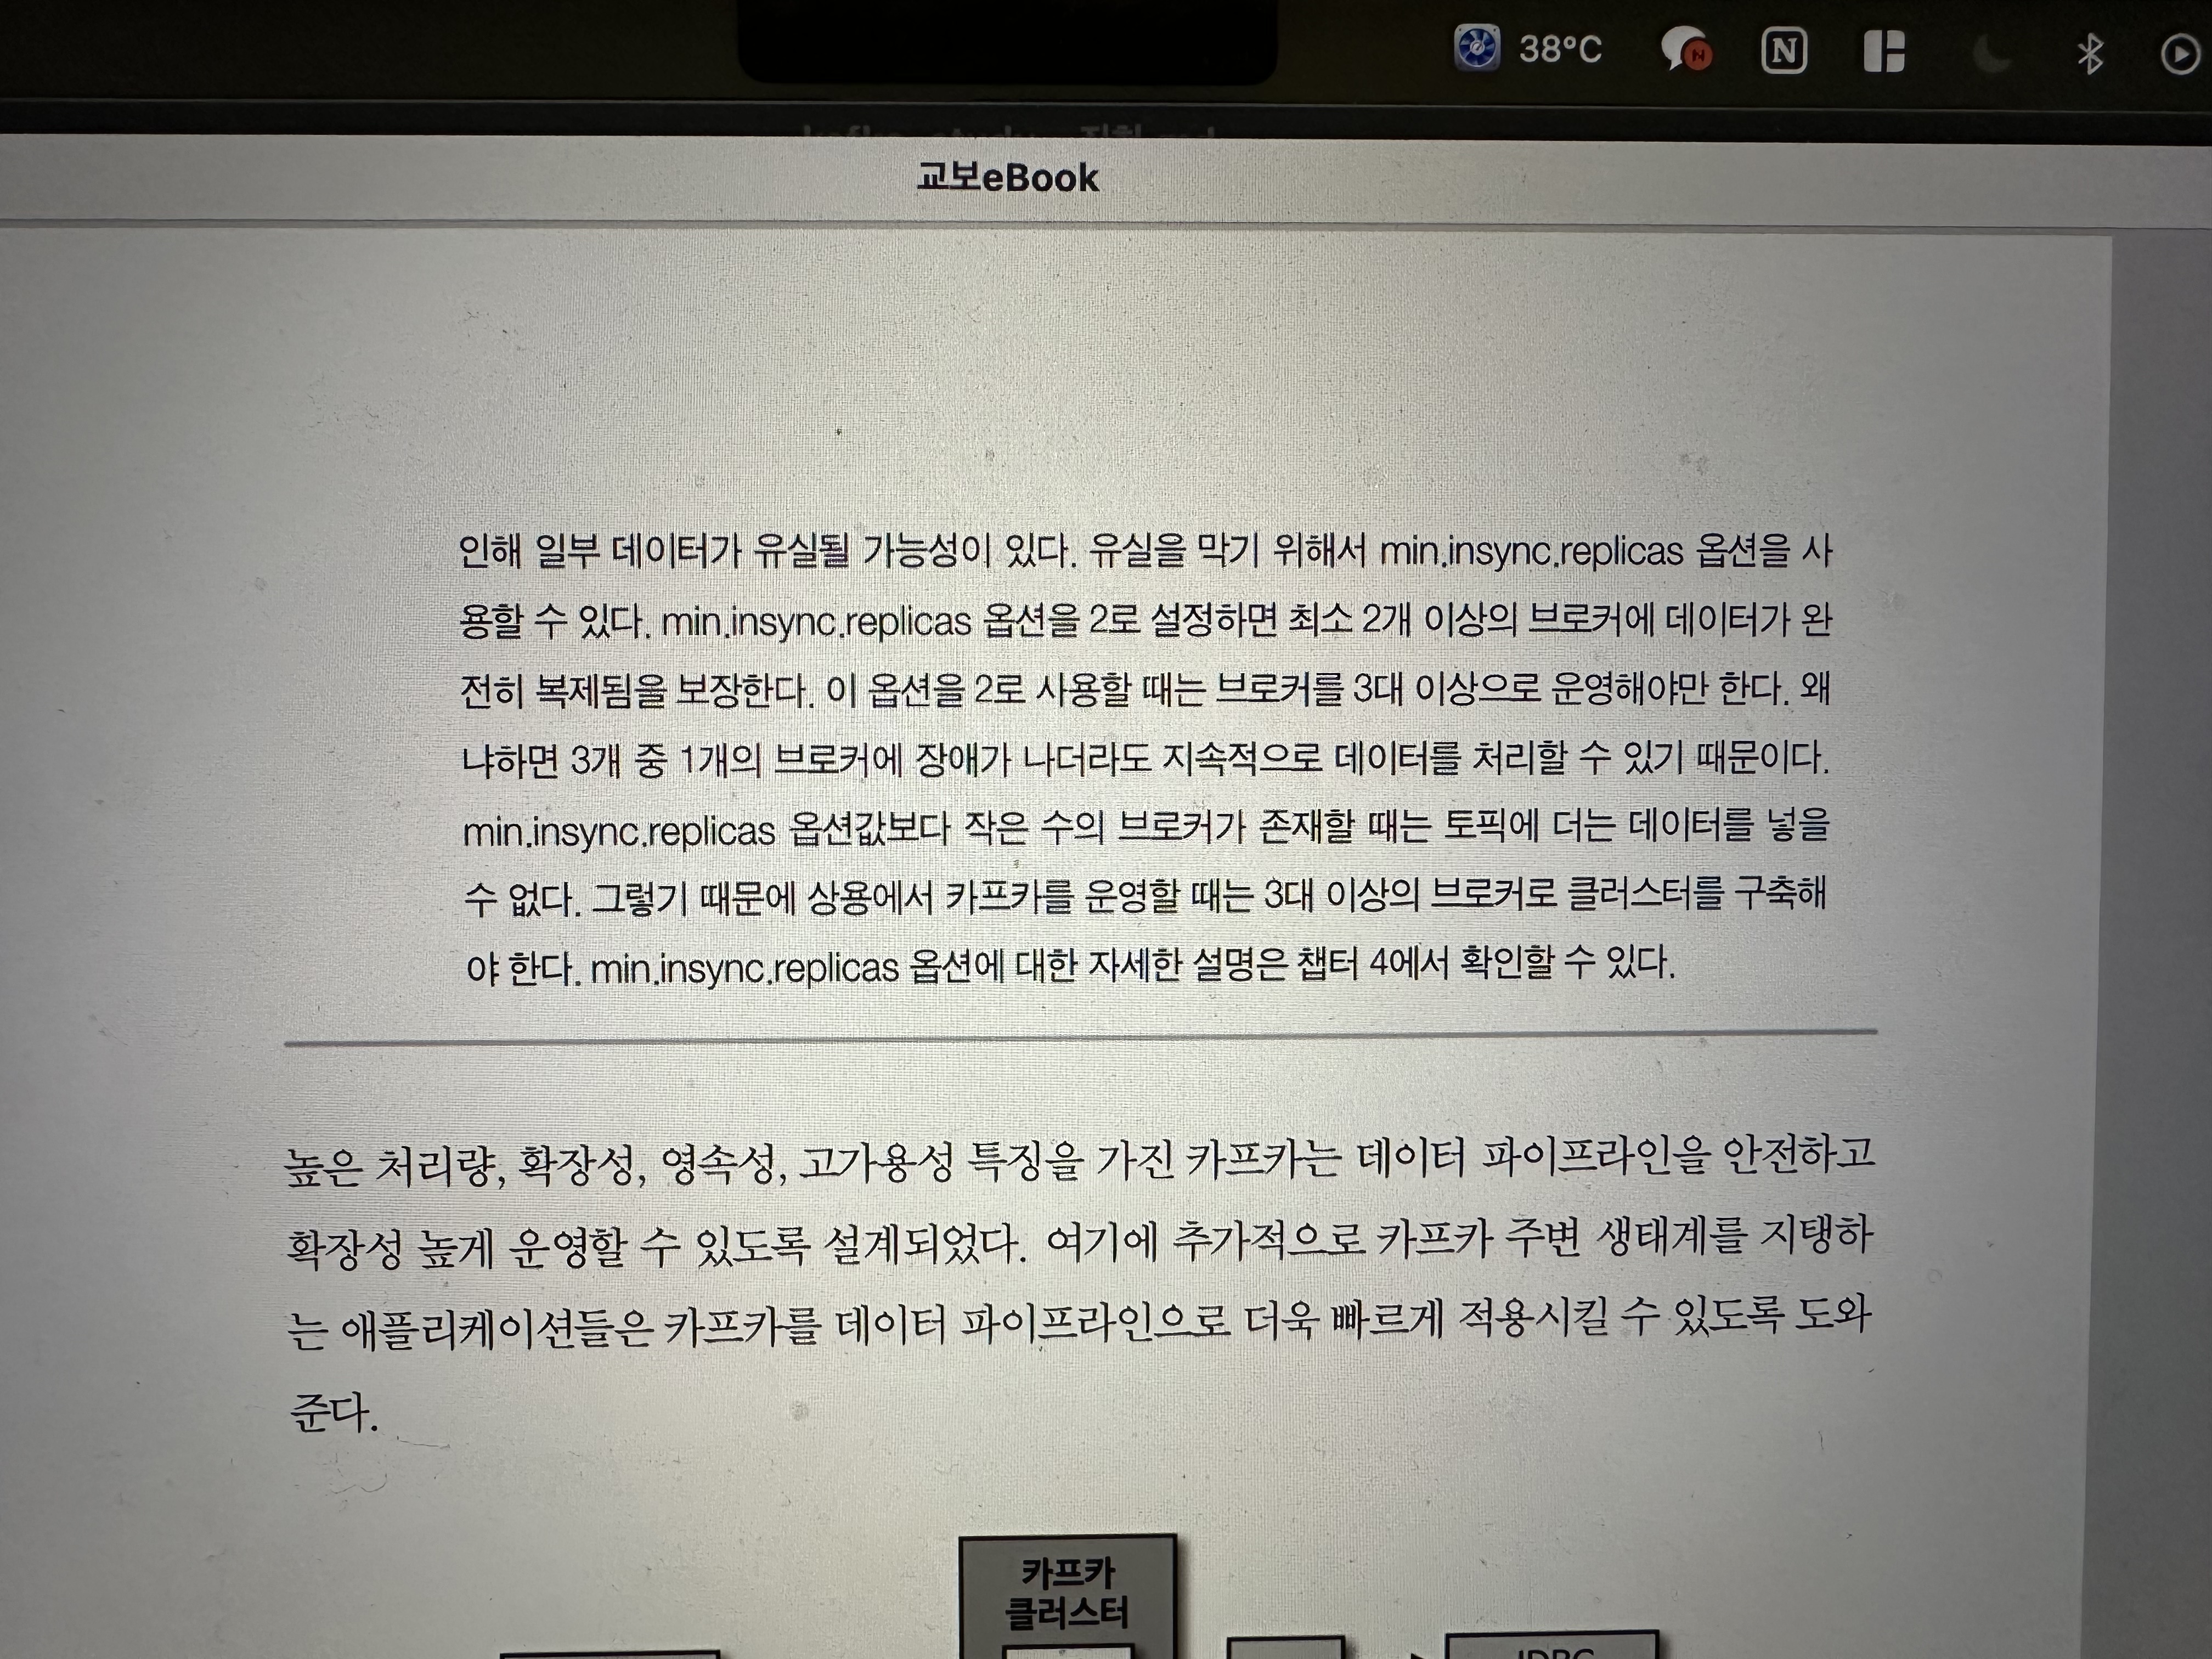 38°C
교보eBook
인해 일부 데이터가 유실될 가능성이 있다. 유실을 막기 위해서 min.insync.replicas 옵션을 사
용할 수 있다. min.insync.replicas 옵션을 2로 설정하면 최소 2개 이상의 브로커에 데이터가 완
전히 복제됨을 보장한다. 이 옵션을 2로 사용할 때는 브로커를 3대 이상으로 운영해야만 한다. 왜
냐하면 3개 중 1개의 브로커에 장애가 나더라도 지속적으로 데이터를 처리할 수 있기 때문이다.
min.insync.replicas 옵션값보다 작은 수의 브로커가 존재할 때는 토픽에 더는 데이터를 넣을
수 없다. 그렇기 때문에 상용에서 카프카를 운영할 때는 3대 이상의 브로커로 클러스터를 구축해
야 한다. min.insync.replicas 옵션에 대한 자세한 설명은 챕터 4에서 확인할 수 있다.
높은 처리량, 확장성, 영속성, 고가용성 특징을 가진 카프카는 데이터 파이프라인을 안전하고
확장성 높게 운영할 수 있도록 설계되었다. 여기에 추가적으로 카프카 주변 생태계를 지탱하
는 애플리케이션들은 카프카를 데이터 파이프라인으로 더욱 빠르게 적용시킬 수 있도록 도와
준다.
카프카
클러스터